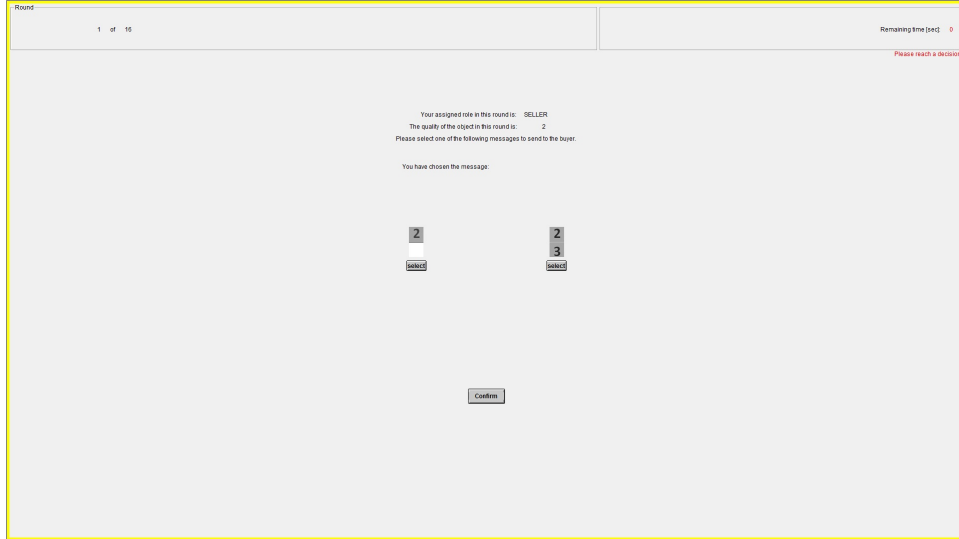 Round
1 of 16
Remaining time [sec]: 0
Please reach a decision
Your assigned role in this round is: SELLER
The quality of the object in this round is: 2
Please select one of the following messages to send to the buyer.
You have chosen the message:
2 2
3
select select
Confirm